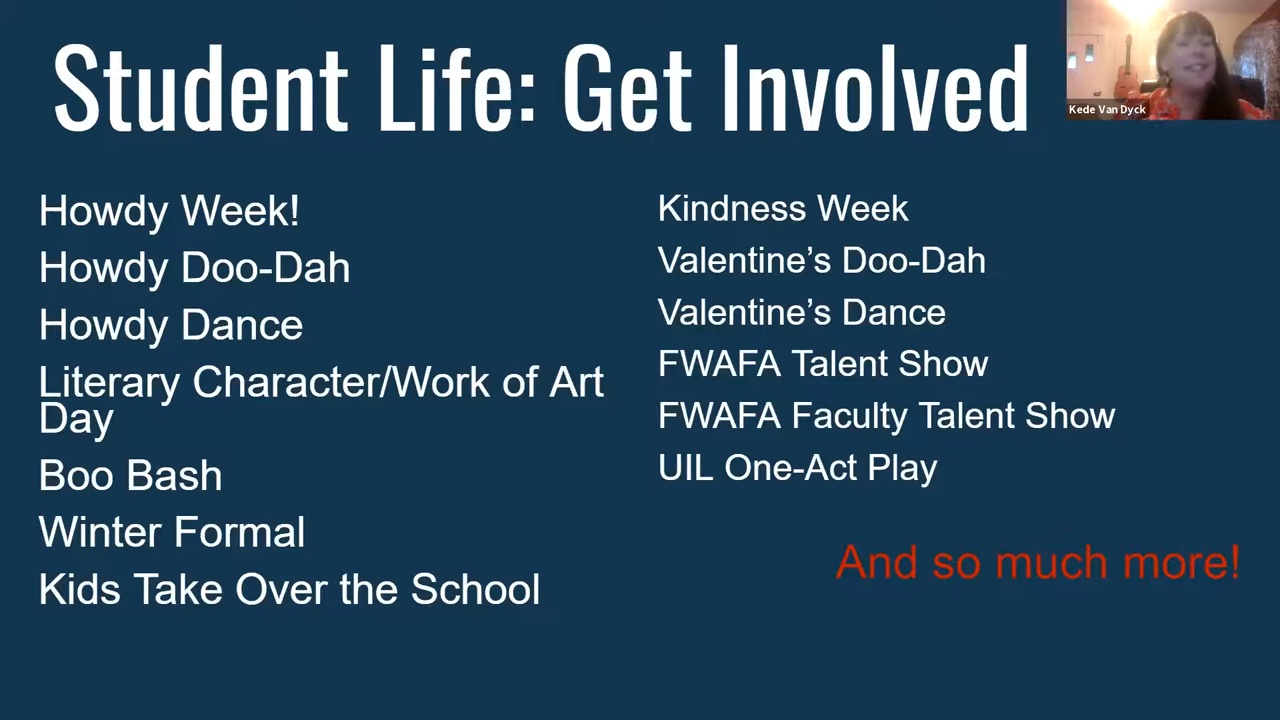 Student Life: Get Involved
Kede Van Dyck
Howdy Week!
Howdy Doo-Dah
Howdy Dance
Literary Character/Work of Art
Day
Boo Bash
Winter Formal
Kids Take Over the School
Kindness Week
Valentine’s Doo-Dah
Valentine’s Dance
FWAFA Talent Show
FWAFA Faculty Talent Show
UIL One-Act Play
And so much more!